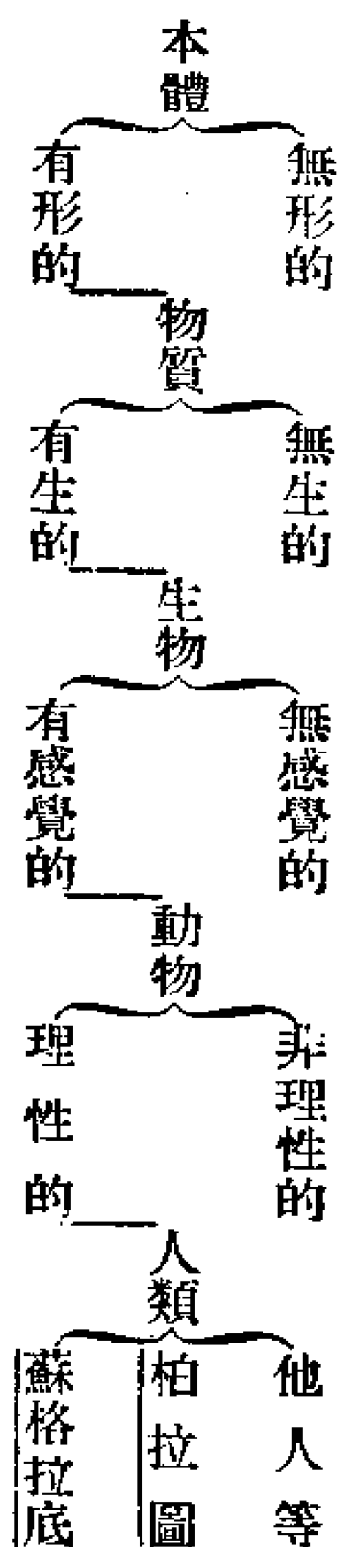 本體
無形的
有形的
物質
無生的
有生的
生物
無感覺的
有感覺的
動物
非理性的
理性的
人類
他人等
柏拉圖
蘇格拉底